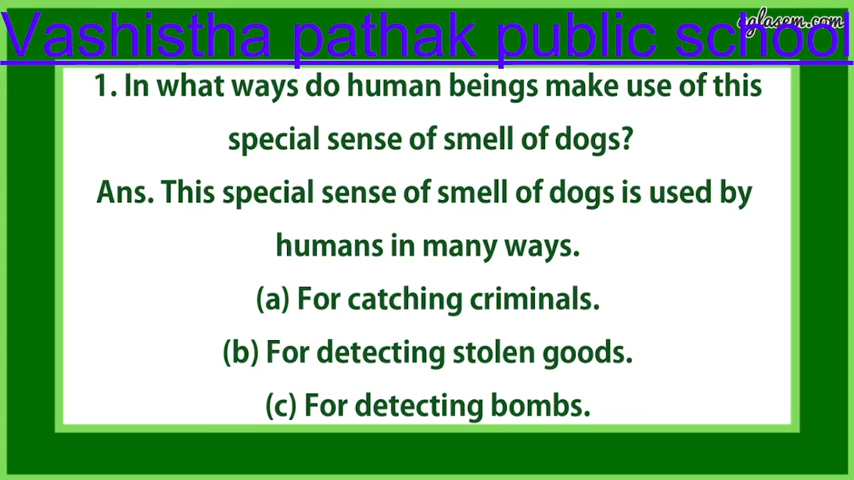 aglasem.com
Vashistha pathak public school
1. In what ways do human beings make use of this
special sense of smell of dogs?
Ans. This special sense of smell of dogs is used by
humans in many ways.
(a) For catching criminals.
(b) For detecting stolen goods.
(c) For detecting bombs.